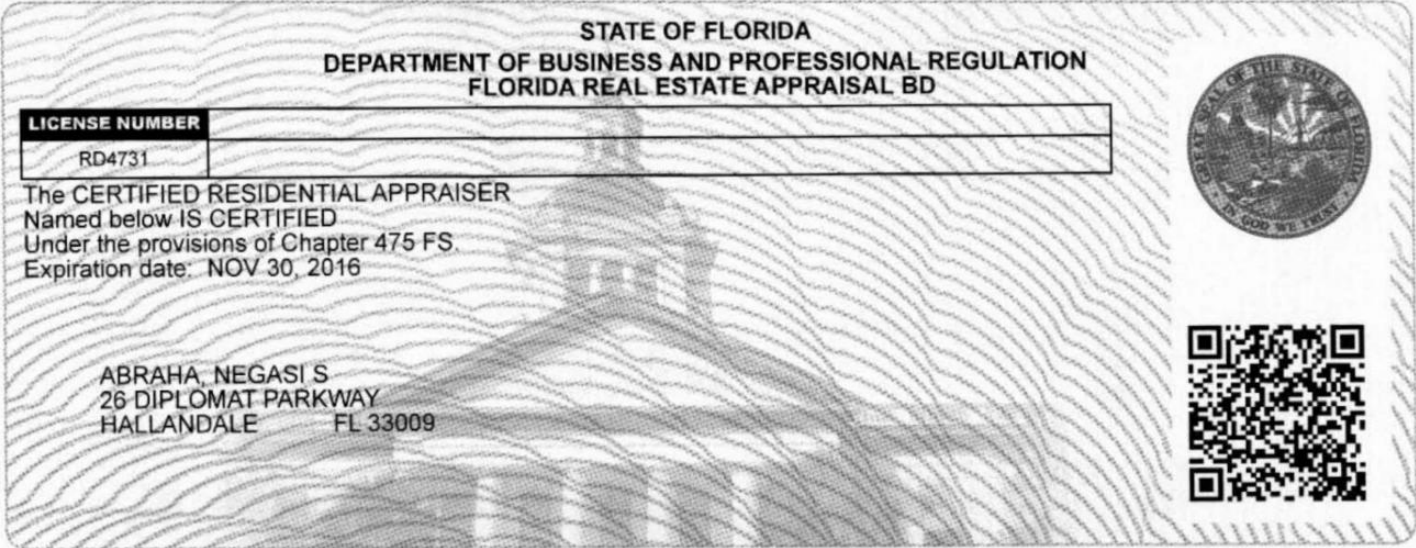 STATE OF FLORIDA
DEPARTMENT OF BUSINESS AND PROFESSIONAL REGULATION
FLORIDA REAL ESTATE APPRAISAL BD
LICENSE NUMBER
RD4731
The CERTIFIED RESIDENTIAL APPRAISER
Named below IS CERTIFIED
Under the provisions of Chapter 475 FS.
Expiration date: NOV 30, 2016
ABRAHA, NEGASI S
26 DIPLOMAT PARKWAY
HALLANDALE FL 33009
GREAT SEAL OF THE STATE OF FLORIDA
IN GOD WE TRUST